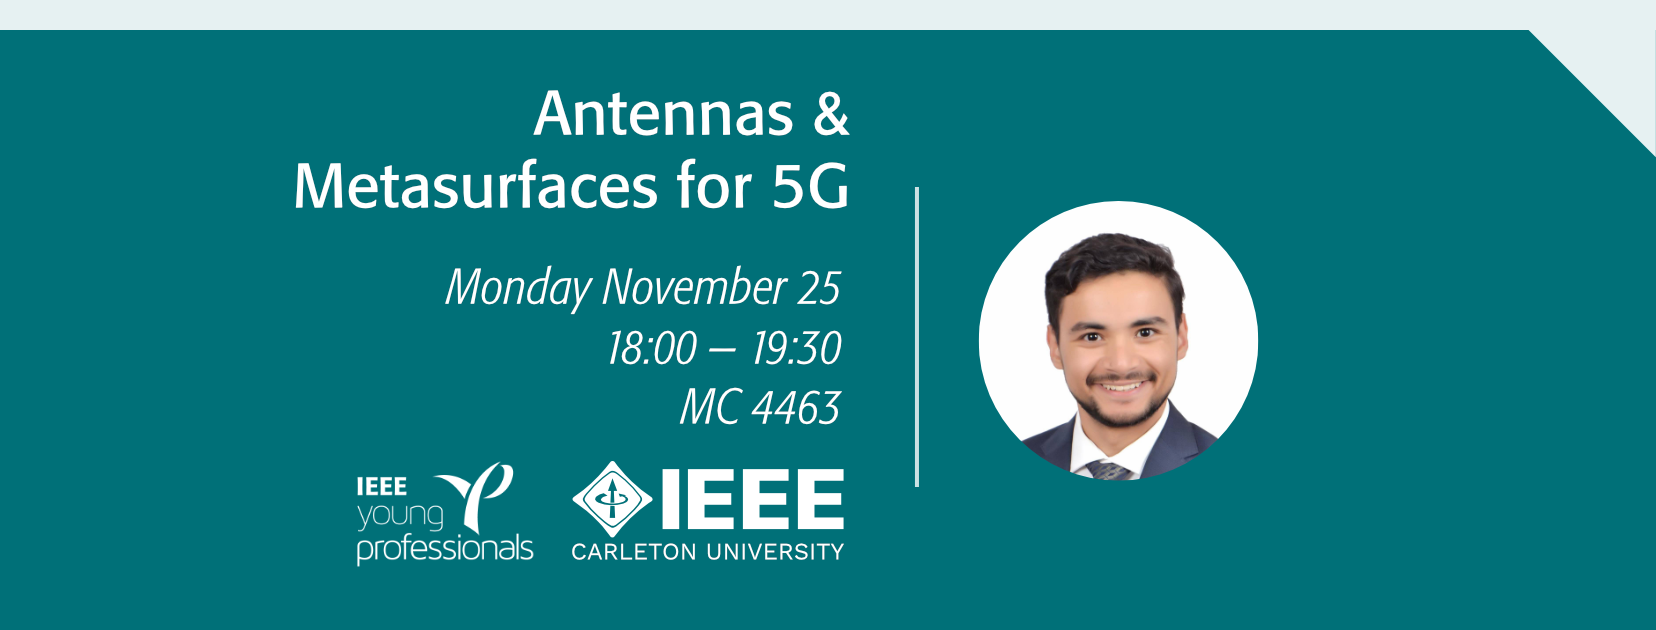 Antennas &
Metasurfaces for 5G
Monday November 25
18:00 – 19:30
MC 4463
IEEE
young
professionals
IEEE
CARLETON UNIVERSITY